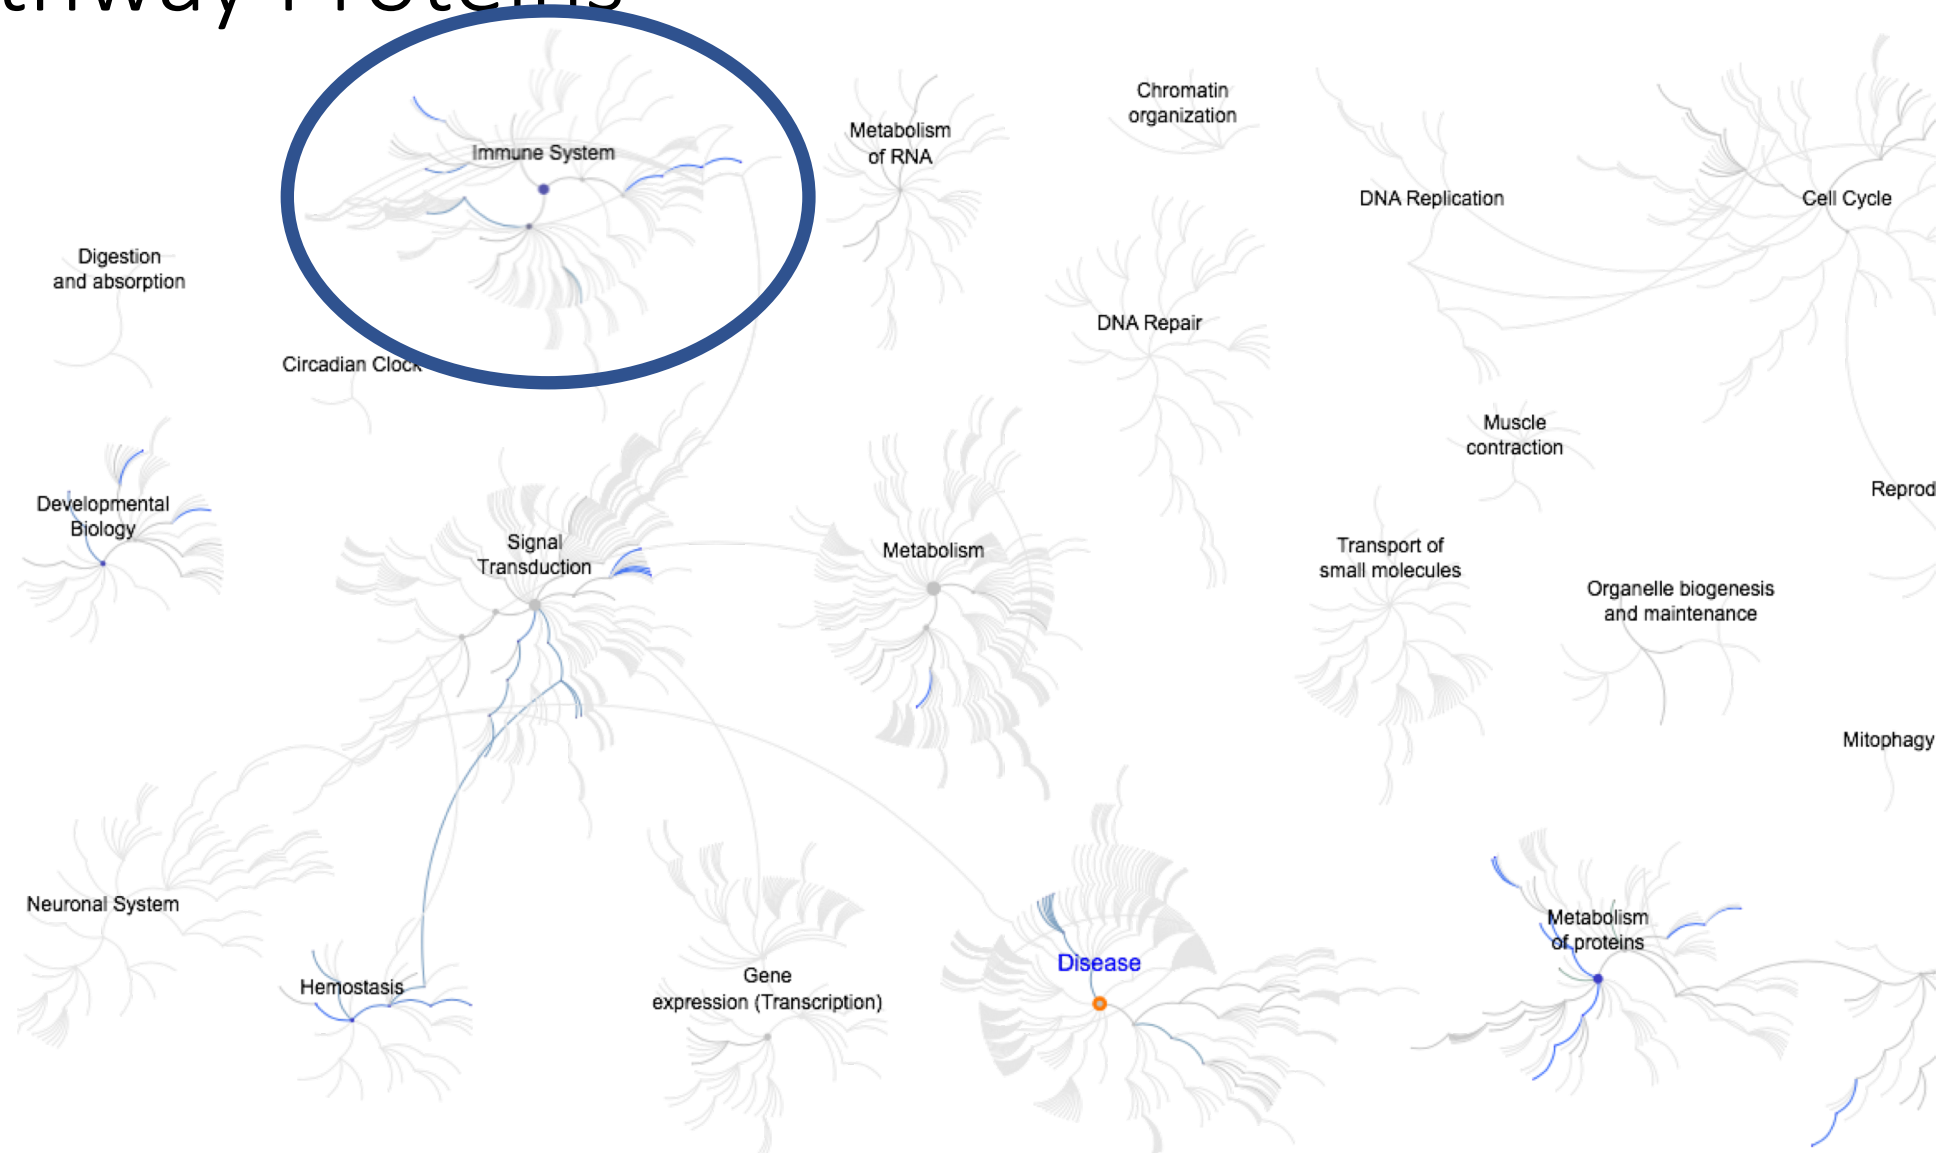 Proteins
Immune System
Metabolism
of RNA
Chromatin
organization
DNA Replication
Cell Cycle
Digestion
and absorption
Circadian Clock
DNA Repair
Muscle
contraction
Developmental
Biology
Signal
Transduction
Metabolism
Transport of
small molecules
Organelle biogenesis
and maintenance
Reprod
Mitophagy
Neuronal System
Hemostasis
Gene
expression (Transcription)
Disease
Metabolism
of proteins